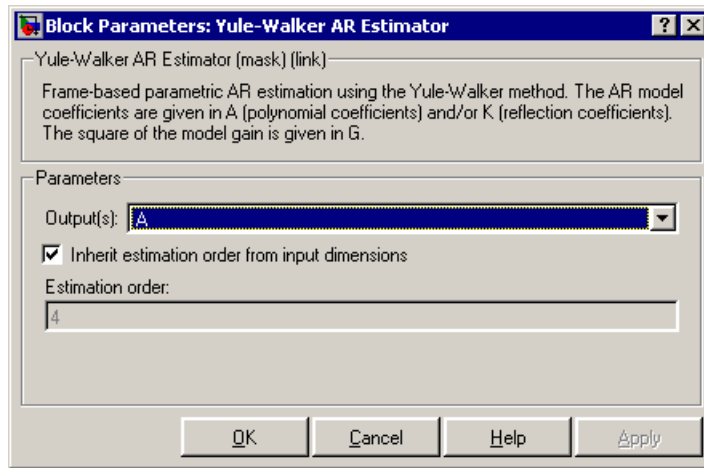 Block Parameters: Yule-Walker AR Estimator
Yule-Walker AR Estimator (mask) (link)
Frame-based parametric AR estimation using the Yule-Walker method. The AR model
coefficients are given in A (polynomial coefficients) and/or K (reflection coefficients).
The square of the model gain is given in G.
Parameters
Output(s): A
Inherit estimation order from input dimensions
Estimation order:
4
OK Cancel Help Apply